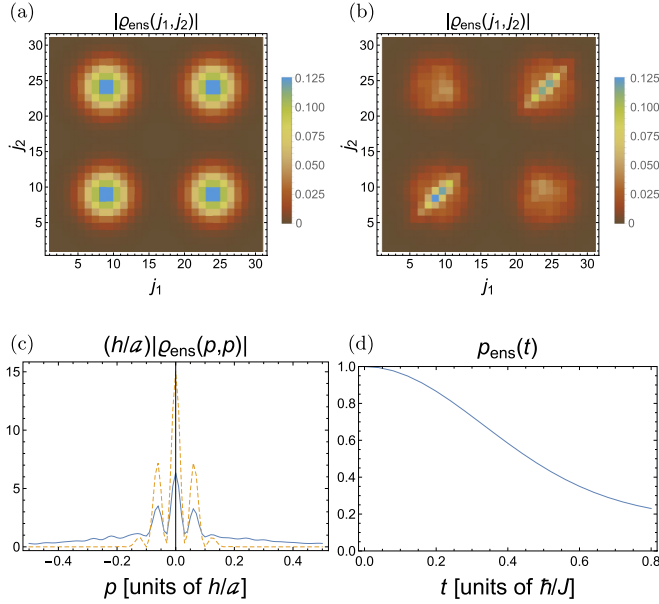 (a) |ϱens(j1,j2)|
30
25
20
15
10
5
j2
5 10 15 20 25 30
j1
0.125
0.100
0.075
0.050
0.025
0
(b) |ϱens(j1,j2)|
30
25
20
15
10
5
j2
5 10 15 20 25 30
j1
0.125
0.100
0.075
0.050
0.025
0
(c) (h/a)|ϱens(p,p)|
15
10
5
0
-0.4 -0.2 0.0 0.2 0.4
p [units of h/a]
(d) pens(t)
1.0
0.8
0.6
0.4
0.2
0.0
0.0 0.2 0.4 0.6 0.8
t [units of ħ/J]